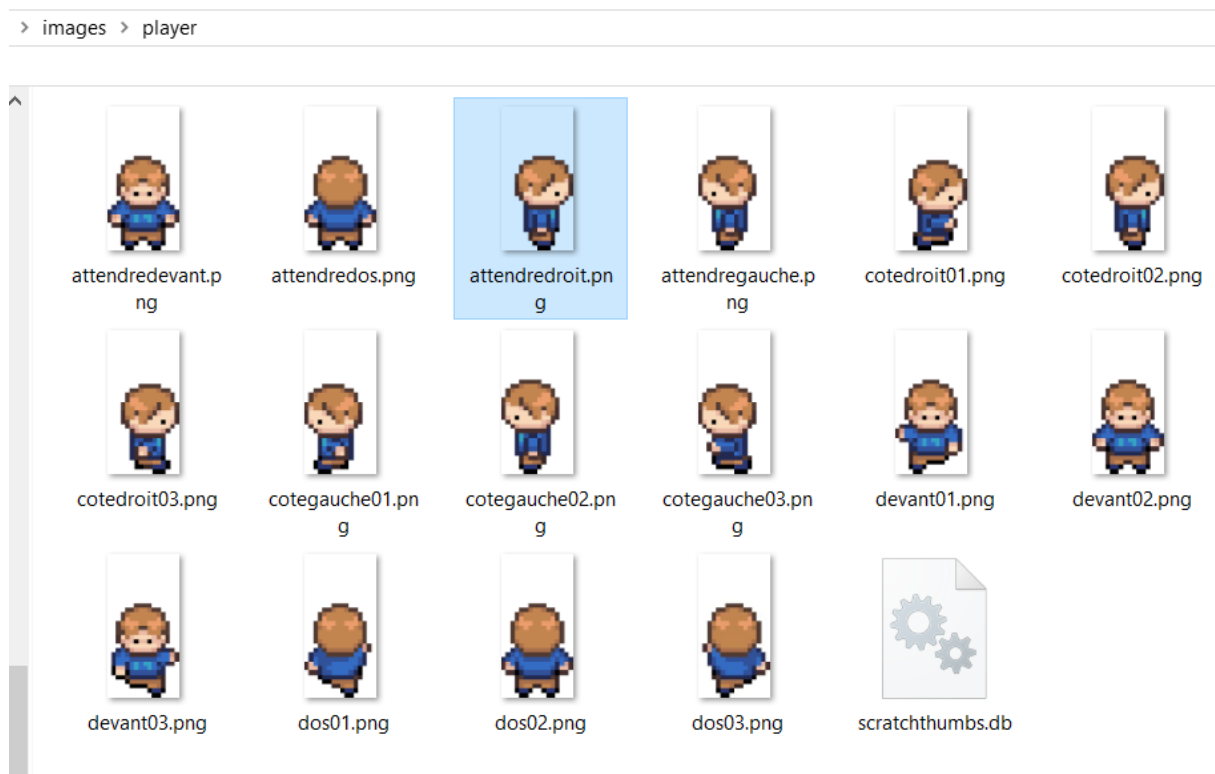 > images > player
attendredevant.p
ng
attendredos.png
attendredroit.pn
g
attendregauche.p
ng
cotedroit01.png
cotedroit02.png
cotedroit03.png
cotegauche01.pn
g
cotegauche02.pn
g
cotegauche03.pn
g
devant01.png
devant02.png
devant03.png
dos01.png
dos02.png
dos03.png
scratchthumbs.db